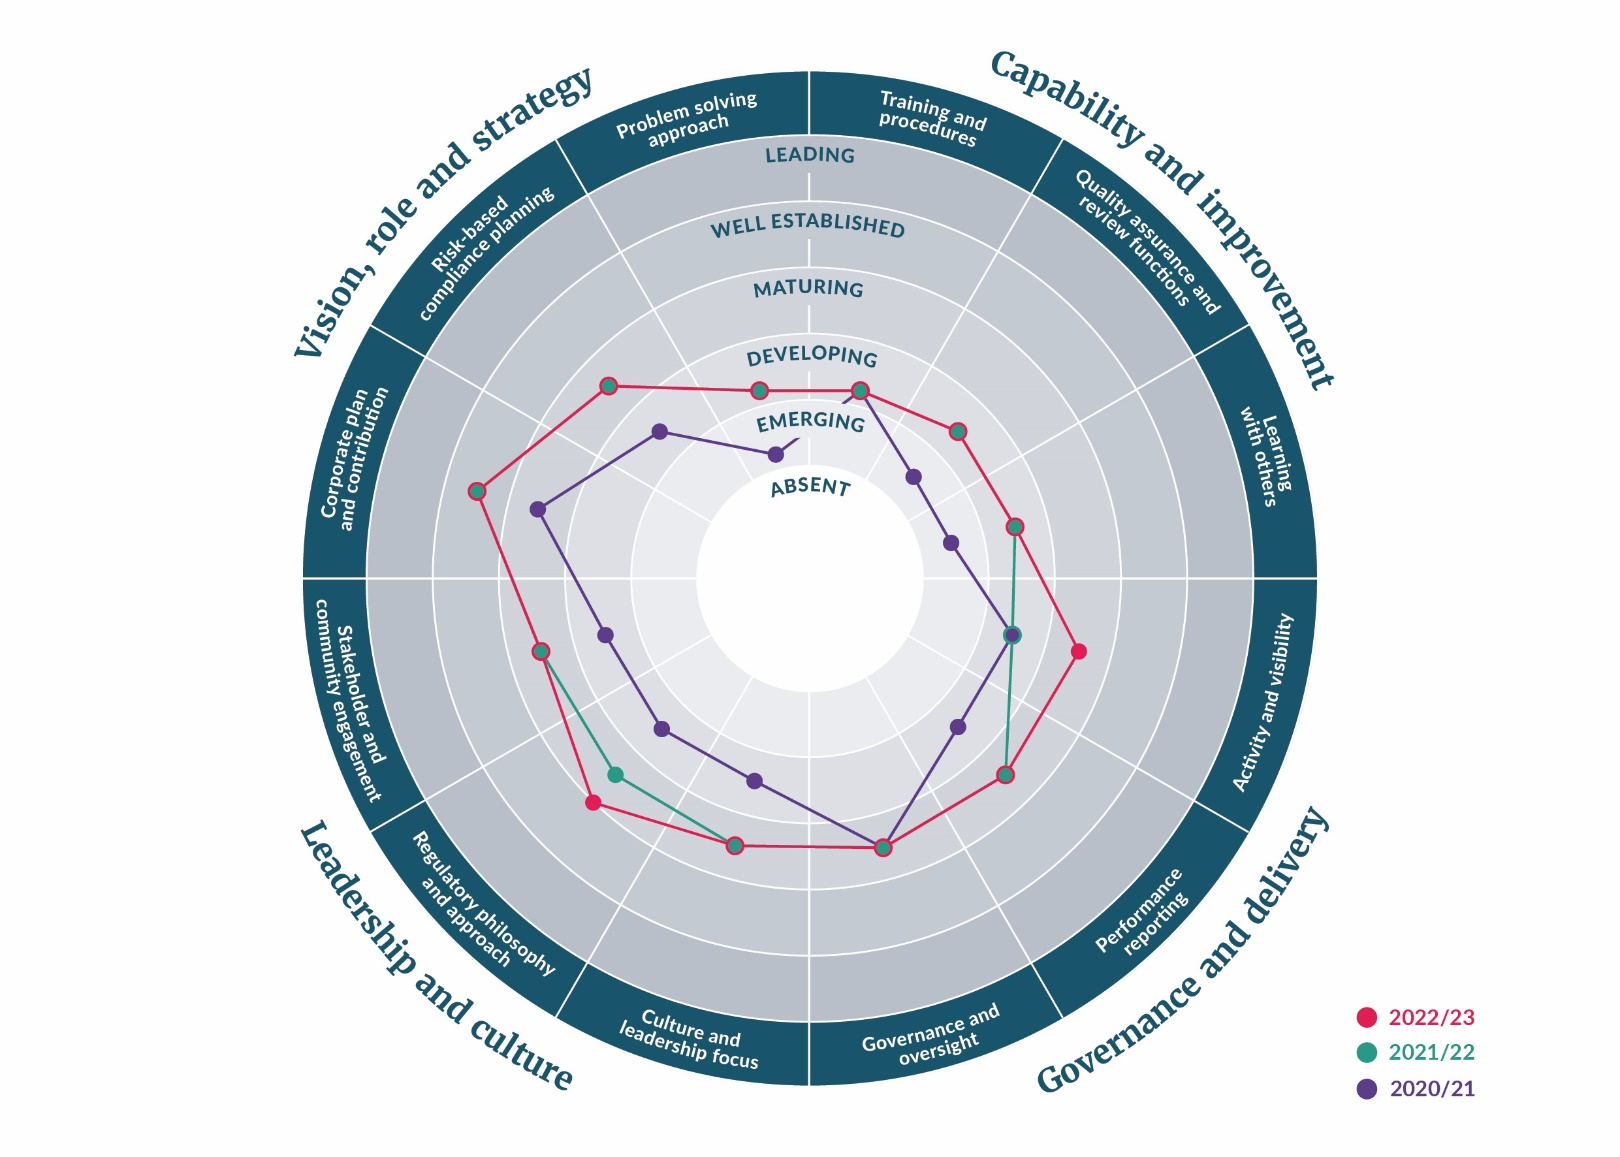 Vision, role and strategy
Capability and improvement
Problem solving
approach
Training and
procedures
Risk-based
compliance planning
Quality assurance and
review functions
Corporate plan
and contribution
Learning
with others
LEADING
WELL ESTABLISHED
MATURING
DEVELOPING
EMERGING
ABSENT
Stakeholder and
community engagement
Activity and visibility
Regulatory philosophy
and approach
Performance
reporting
Culture and
leadership focus
Governance and
oversight
Leadership and culture
Governance and delivery
2022/23
2021/22
2020/21